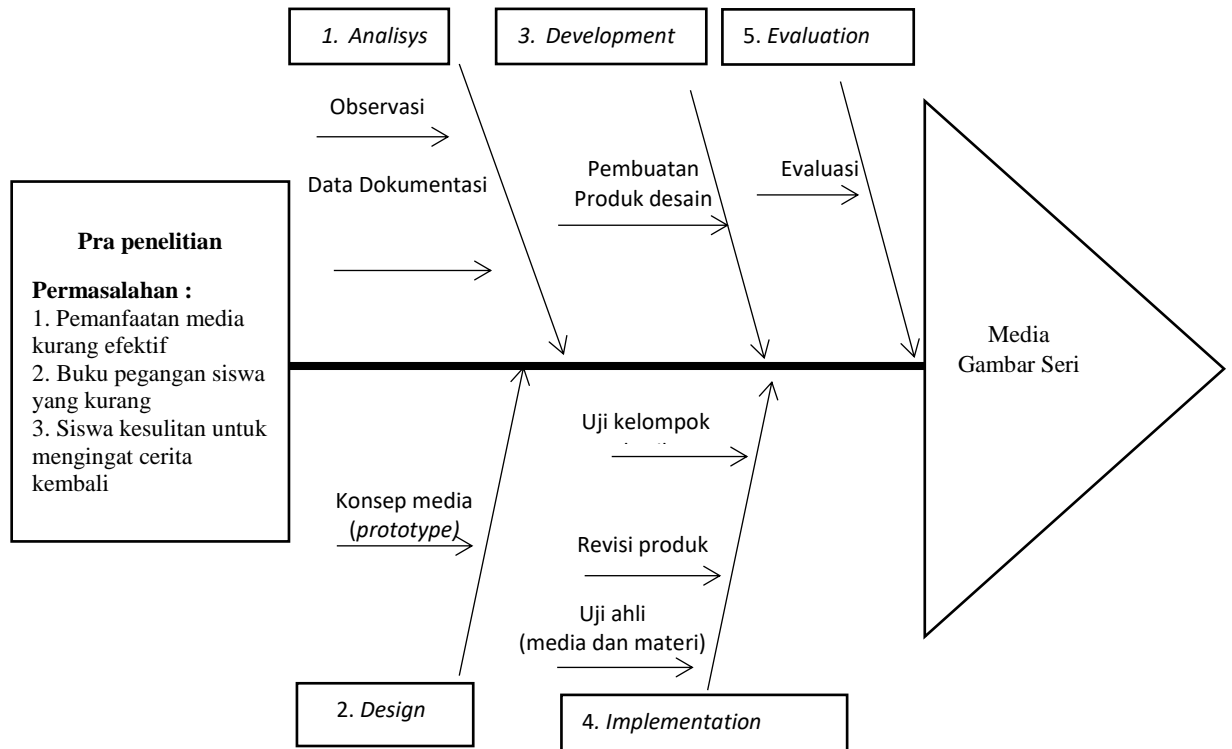 1. Analisys
3. Development
5. Evaluation
Observasi
Data Dokumentasi
Pembuatan
Produk desain
Evaluasi
Pra penelitian
Permasalahan :
1. Pemanfaatan media
kurang efektif
2. Buku pegangan siswa
yang kurang
3. Siswa kesulitan untuk
mengingat cerita
kembali
Media
Gambar Seri
Uji kelompok
Konsep media
(prototype)
Revisi produk
Uji ahli
(media dan materi)
2. Design
4. Implementation